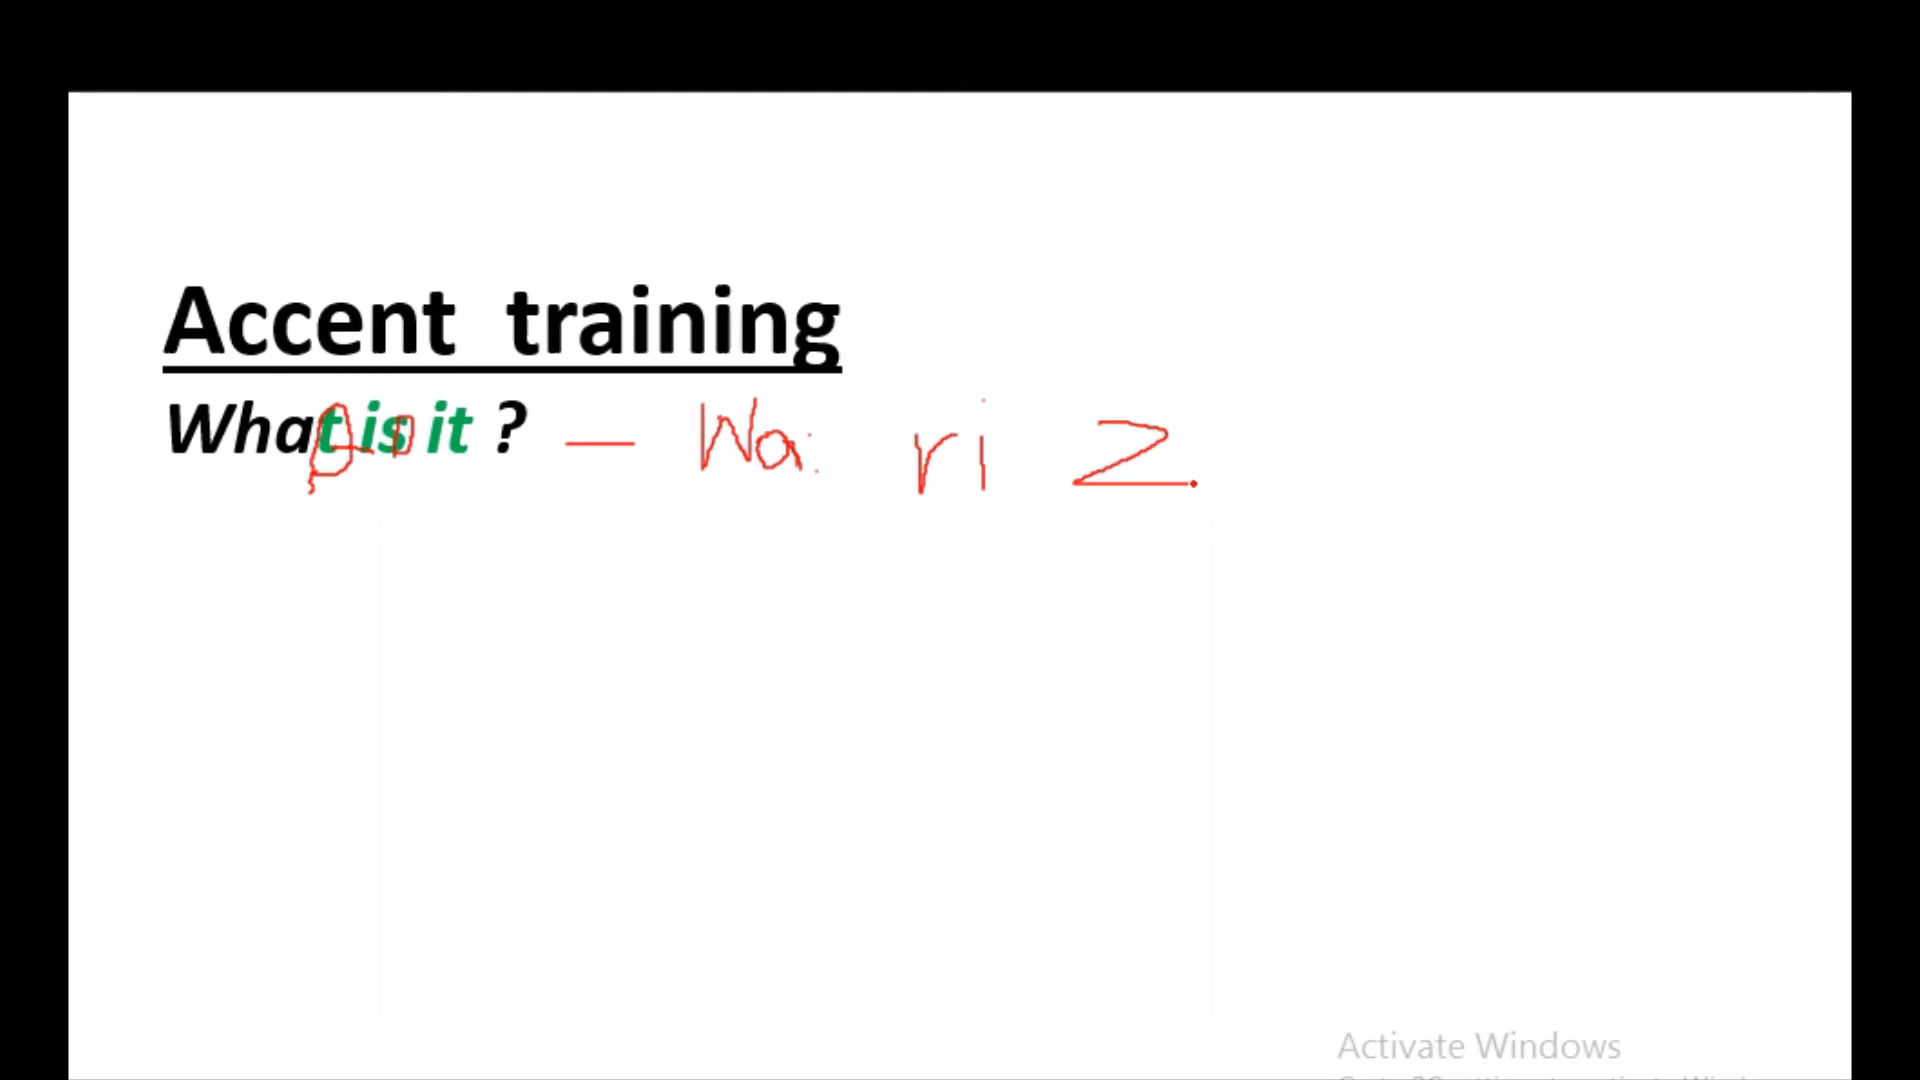 Accent training
What is it ? — Wa: ri Z
Activate Windows